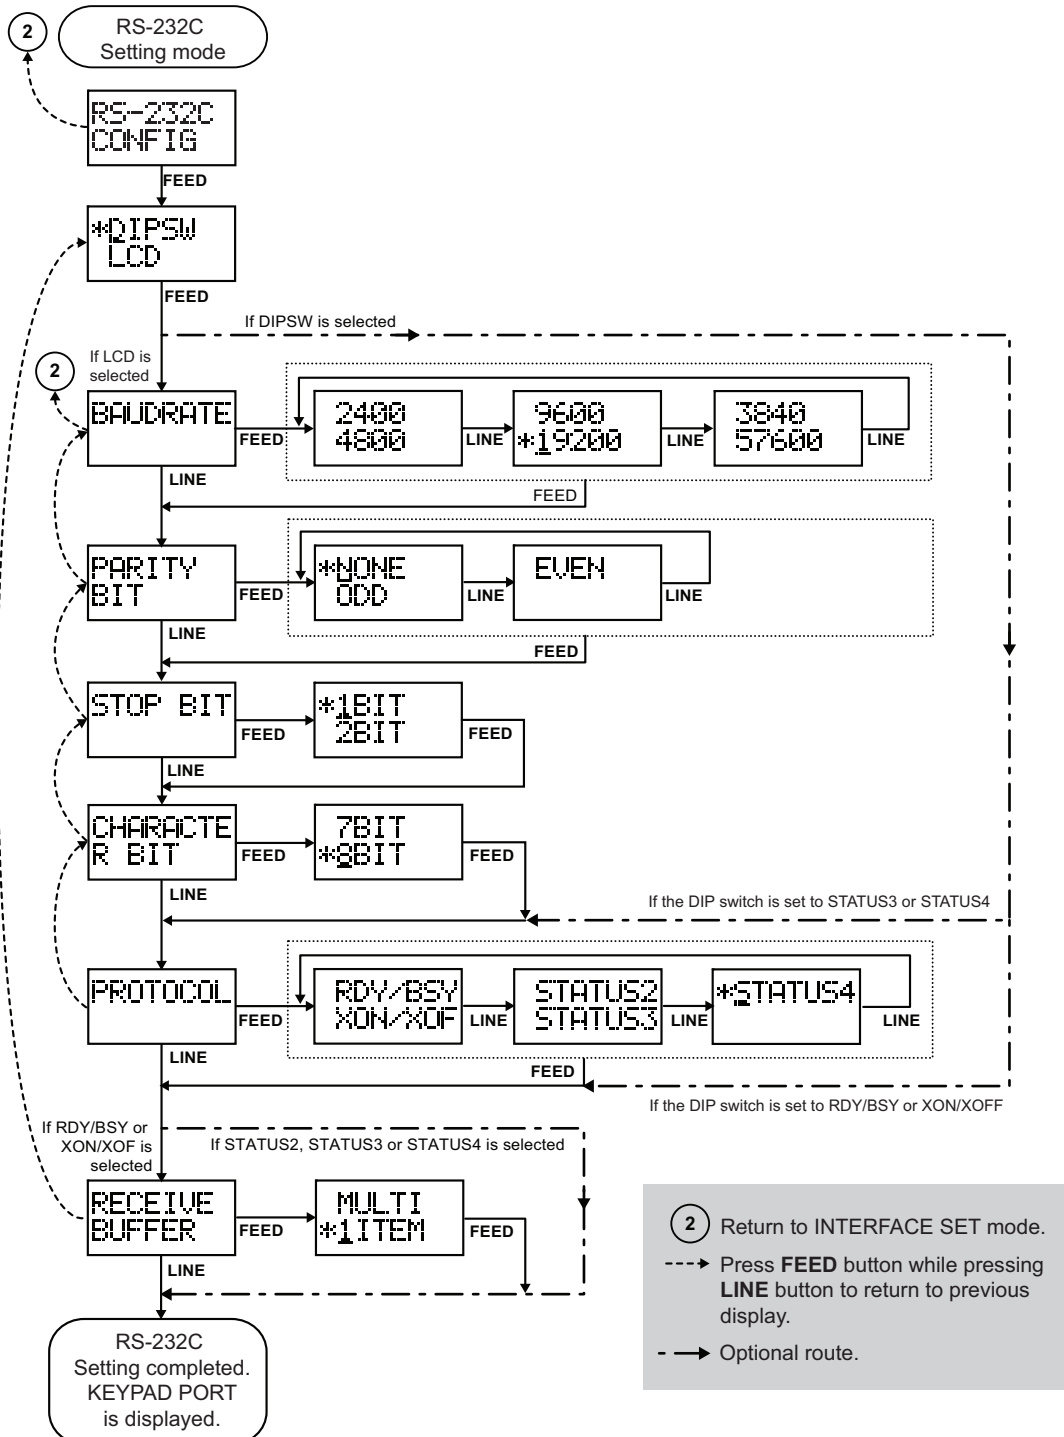 2
RS-232C
Setting mode
RS-232C
CONFIG
FEED
*DIPSW
LCD
FEED
If DIPSW is selected
If LCD is
selected
2
BAUDRATE
FEED
2400
4800
LINE
9600
*19200
LINE
3840
57600
LINE
LINE
FEED
PARITY
BIT
FEED
*NONE
ODD
LINE
EVEN
LINE
LINE
FEED
STOP BIT
FEED
*1BIT
2BIT
FEED
LINE
CHARACTE
R BIT
FEED
7BIT
*8BIT
FEED
LINE
If the DIP switch is set to STATUS3 or STATUS4
PROTOCOL
FEED
RDY/BSY
XON/XOF
LINE
STATUS2
STATUS3
LINE
*STATUS4
LINE
LINE
FEED
If the DIP switch is set to RDY/BSY or XON/XOFF
If RDY/BSY or
XON/XOF is
selected
If STATUS2, STATUS3 or STATUS4 is selected
RECEIVE
BUFFER
FEED
MULTI
*1ITEM
FEED
LINE
RS-232C
Setting completed.
KEYPAD PORT
is displayed.
2 Return to INTERFACE SET mode.
Press FEED button while pressing
LINE button to return to previous
display.
Optional route.